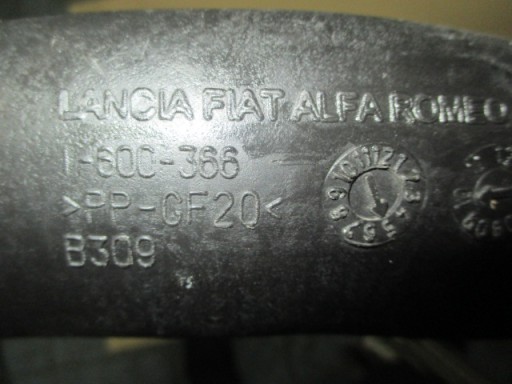 LANCIA FIAT ALFA ROMEO
1-600-366
>PP-GF20<
B309